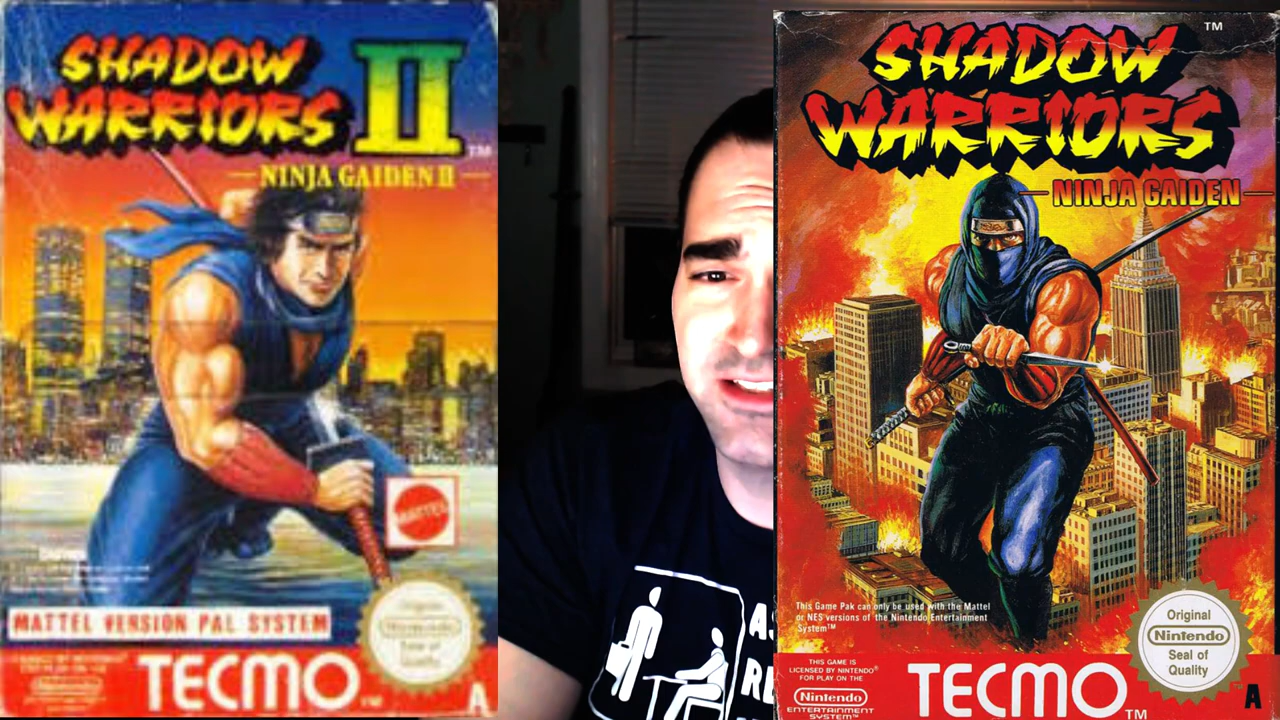 SHADOW
WARRIORS II
TM
NINJA GAIDEN II
MATTEL
MATTEL VERSION PAL SYSTEM
Original
Nintendo
Seal of
Quality
TECMO
TM
A
SHADOW
WARRIORS
TM
NINJA GAIDEN
This Game Pak can only be used with the Mattel
or NES versions of the Nintendo Entertainment
System™
THIS GAME IS
LICENSED BY NINTENDO®
FOR PLAY ON THE
Nintendo
ENTERTAINMENT
SYSTEM™
TECMO
TM
Original
Nintendo
Seal of
Quality
A